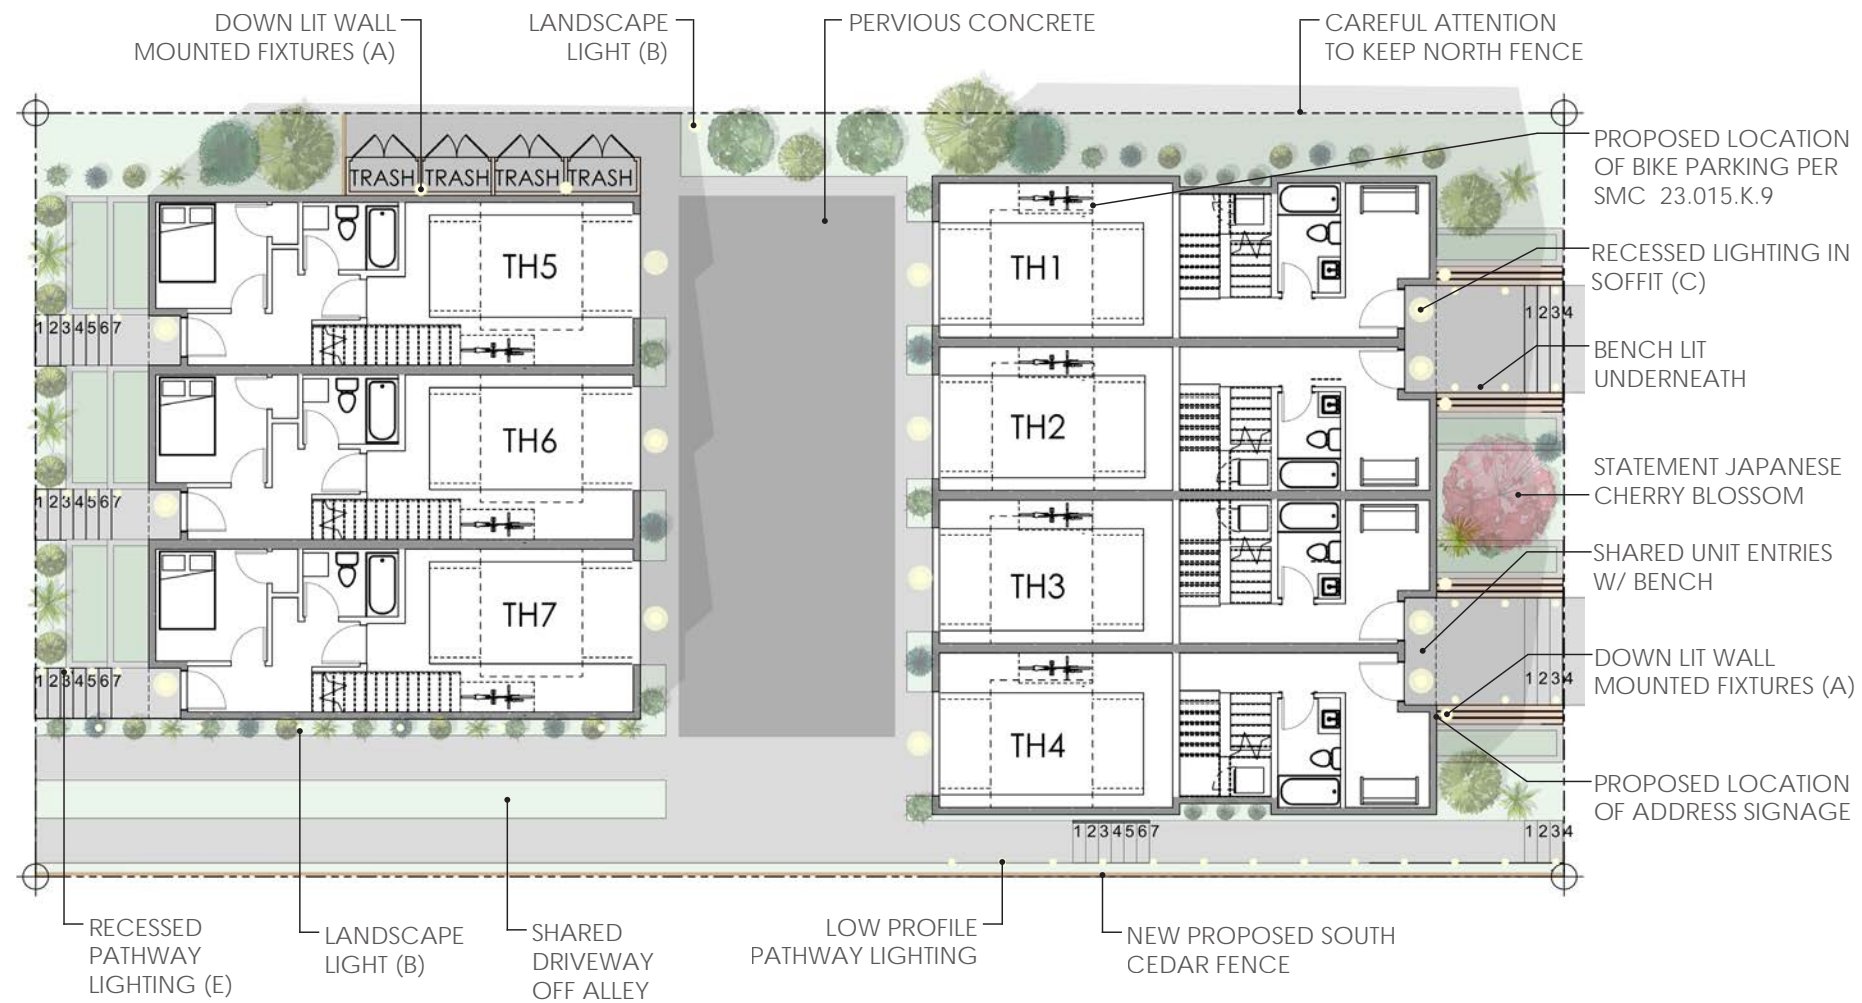 DOWN LIT WALL
MOUNTED FIXTURES (A)
LANDSCAPE
LIGHT (B)
PERVIOUS CONCRETE
CAREFUL ATTENTION
TO KEEP NORTH FENCE
PROPOSED LOCATION
OF BIKE PARKING PER
SMC 23.015.K.9
RECESSED LIGHTING IN
SOFFIT (C)
BENCH LIT
UNDERNEATH
STATEMENT JAPANESE
CHERRY BLOSSOM
SHARED UNIT ENTRIES
W/ BENCH
DOWN LIT WALL
MOUNTED FIXTURES (A)
PROPOSED LOCATION
OF ADDRESS SIGNAGE
TRASH TRASH TRASH TRASH
TH5
TH6
TH7
TH1
TH2
TH3
TH4
1234567
1234567
1234567
1234
1234
1234567
1234
RECESSED
PATHWAY
LIGHTING (E)
LANDSCAPE
LIGHT (B)
SHARED
DRIVEWAY
OFF ALLEY
LOW PROFILE
PATHWAY LIGHTING
NEW PROPOSED SOUTH
CEDAR FENCE